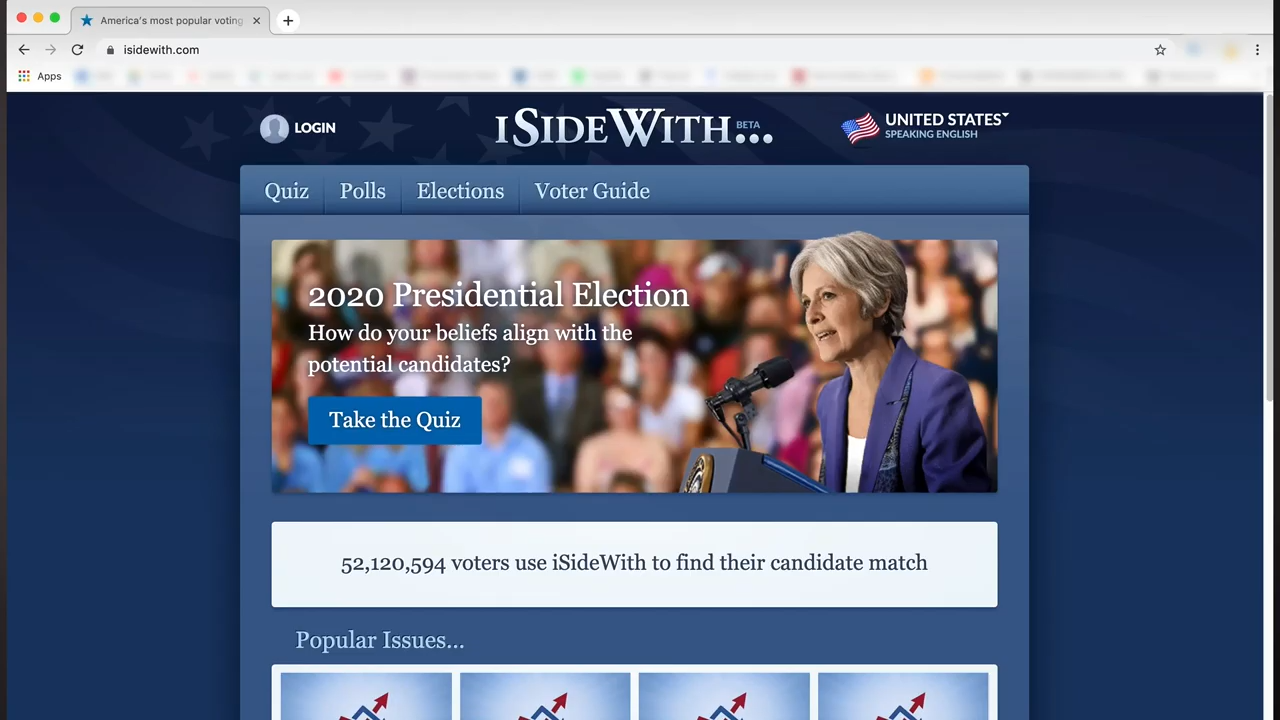 America's most popular voting
isidewith.com
Apps
LOGIN
iSideWith...
BETA
UNITED STATES
SPEAKING ENGLISH
Quiz
Polls
Elections
Voter Guide
2020 Presidential Election
How do your beliefs align with the
potential candidates?
Take the Quiz
52,120,594 voters use iSideWith to find their candidate match
Popular Issues...